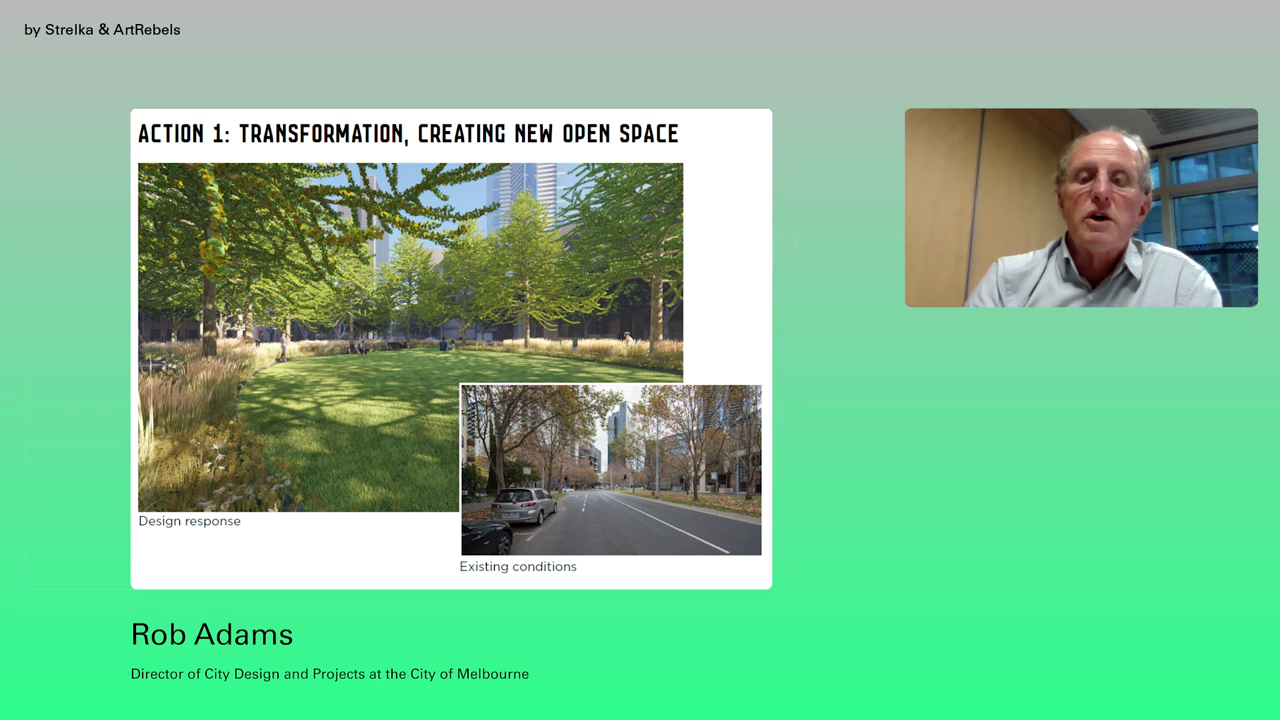 by Strelka & ArtRebels
ACTION 1: TRANSFORMATION, CREATING NEW OPEN SPACE
Design response
Existing conditions
Rob Adams
Director of City Design and Projects at the City of Melbourne